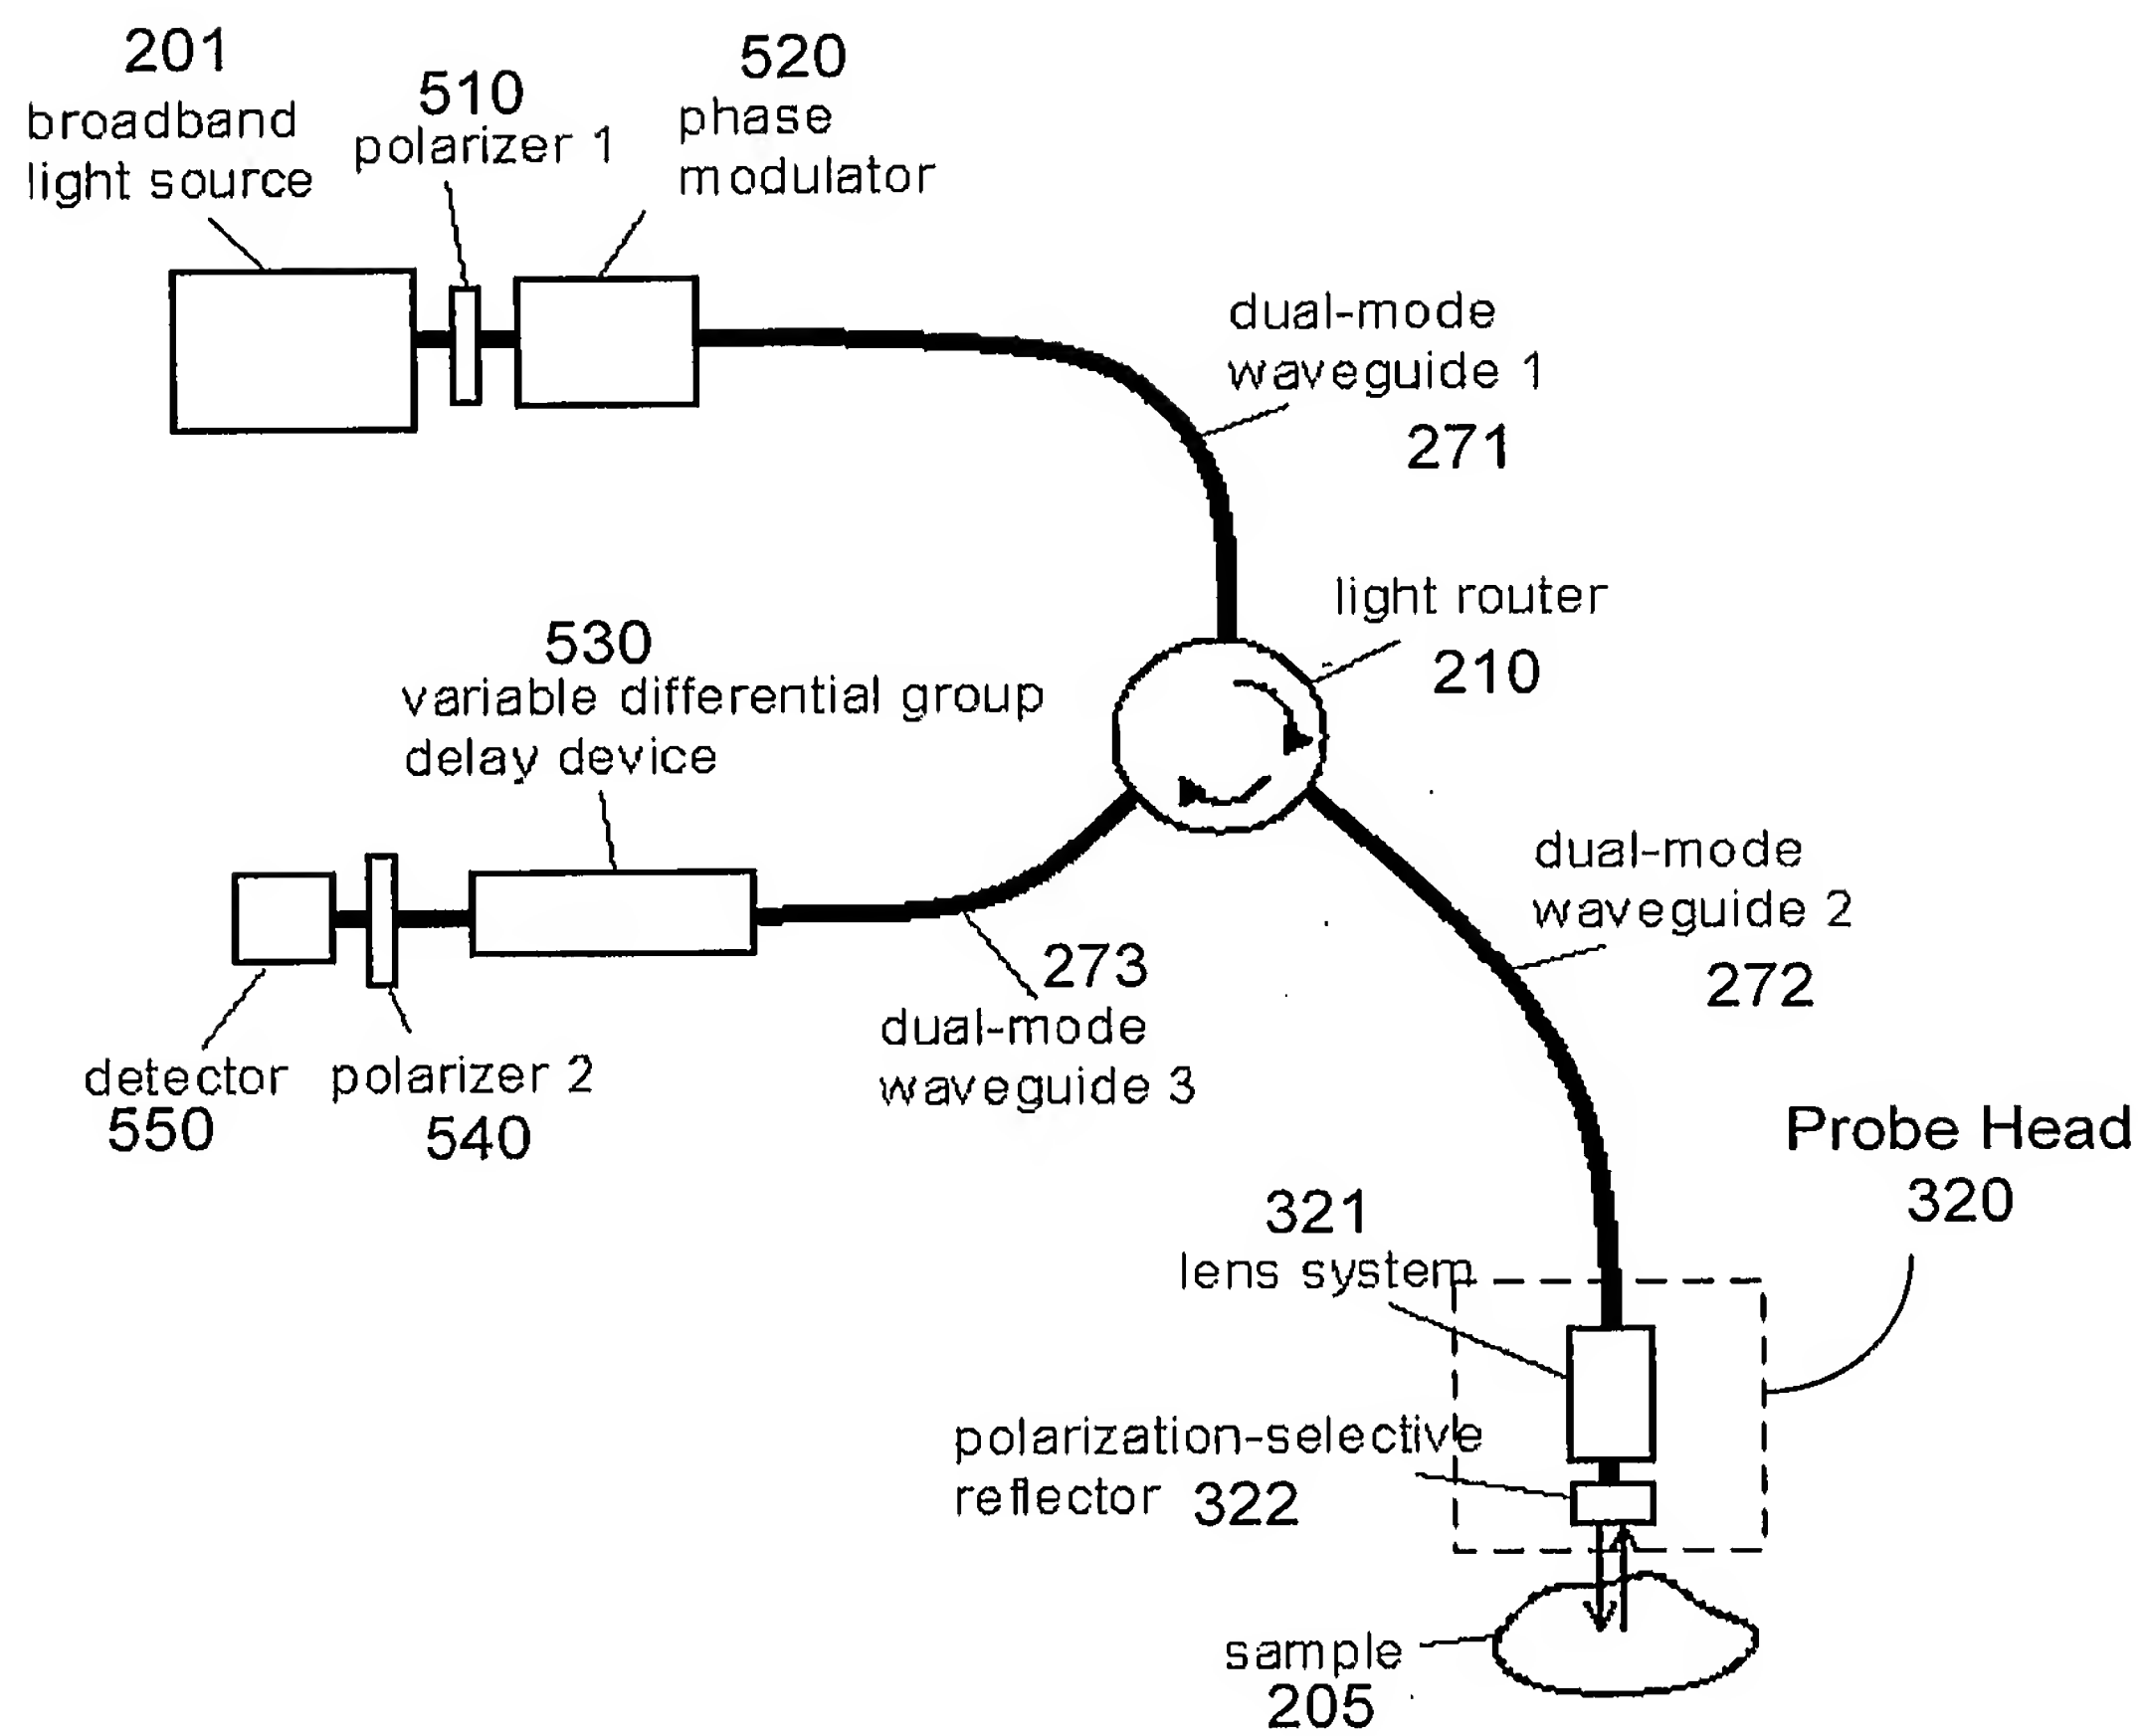 201
broadband
light source
510
polarizer 1
520
phase
modulator
dual-mode
waveguide 1
271
light router
210
530
variable differential group
delay device
dual-mode
waveguide 2
272
273
dual-mode
waveguide 3
detector
550
polarizer 2
540
Probe Head
320
321
lens system
polarization-selective
reflector 322
sample
205